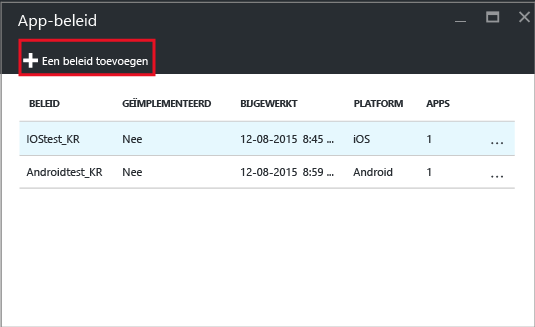 App-beleid
Een beleid toevoegen
BELEID GEÏMPLEMENTEERD BIJGEWERKT PLATFORM APPS
IOStest_KR Nee 12-08-2015 8:45 ... iOS 1 ...
Androidtest_KR Nee 12-08-2015 8:59 ... Android 1 ...